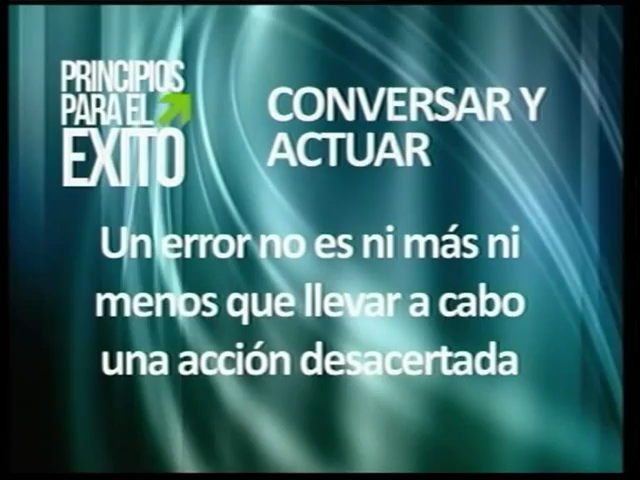 PRINCIPIOS
PARA EL
EXITO
CONVERSAR Y
ACTUAR
Un error no es ni más ni
menos que llevar a cabo
una acción desacertada